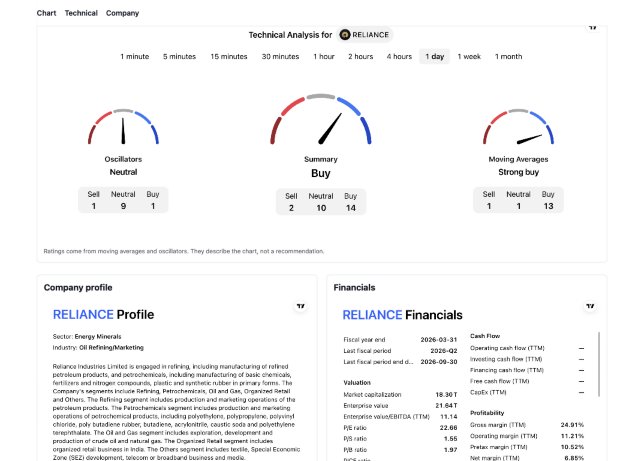 Chart Technical Company
Technical Analysis for RELIANCE
1 minute 5 minutes 15 minutes 30 minutes 1 hour 2 hours 4 hours 1 day 1 week 1 month
Oscillators
Neutral
Sell Neutral Buy
1 9 1
Summary
Buy
Sell Neutral Buy
2 10 14
Moving Averages
Strong buy
Sell Neutral Buy
1 1 13
Ratings come from moving averages and oscillators. They describe the chart, not a recommendation.
Company profile
RELIANCE Profile
Sector: Energy Minerals
Industry: Oil Refining/Marketing
Reliance Industries Limited is engaged in refining, including manufacturing of refined
petroleum products, and petrochemicals, including manufacturing of basic chemicals,
fertilizers and nitrogen compounds, plastic and synthetic rubber in primary forms. The
Company's segments include Refining, Petrochemicals, Oil and Gas, Organized Retail
and Others. The Refining segment includes production and marketing operations of the
petroleum products. The Petrochemicals segment includes production and marketing
operations of petrochemical products, including polyethylene, polypropylene, polyvinyl
chloride, poly butadiene rubber, butadiene, acrylonitrile, caustic soda and polyethylene
terephthalate. The Oil and Gas segment includes exploration, development and
production of crude oil and natural gas. The Organized Retail segment includes
organized retail business in India. The Others segment includes textile, Special Economic
Zone (SEZ) development, telecom or broadband business and media.
Financials
RELIANCE Financials
Fiscal year end 2026-03-31
Last fiscal period 2026-Q2
Last fiscal period end d... 2026-09-30
Valuation
Market capitalization 18.30 T
Enterprise value 21.64 T
Enterprise value/EBITDA (TTM) 11.14
P/E ratio 22.66
P/S ratio 1.55
P/B ratio 1.97
Cash Flow
Operating cash flow (TTM) —
Investing cash flow (TTM) —
Financing cash flow (TTM) —
Free cash flow (TTM) —
CapEx (TTM) —
Profitability
Gross margin (TTM) 24.91%
Operating margin (TTM) 11.21%
Pretax margin (TTM) 10.52%
Net margin (TTM) 6.85%